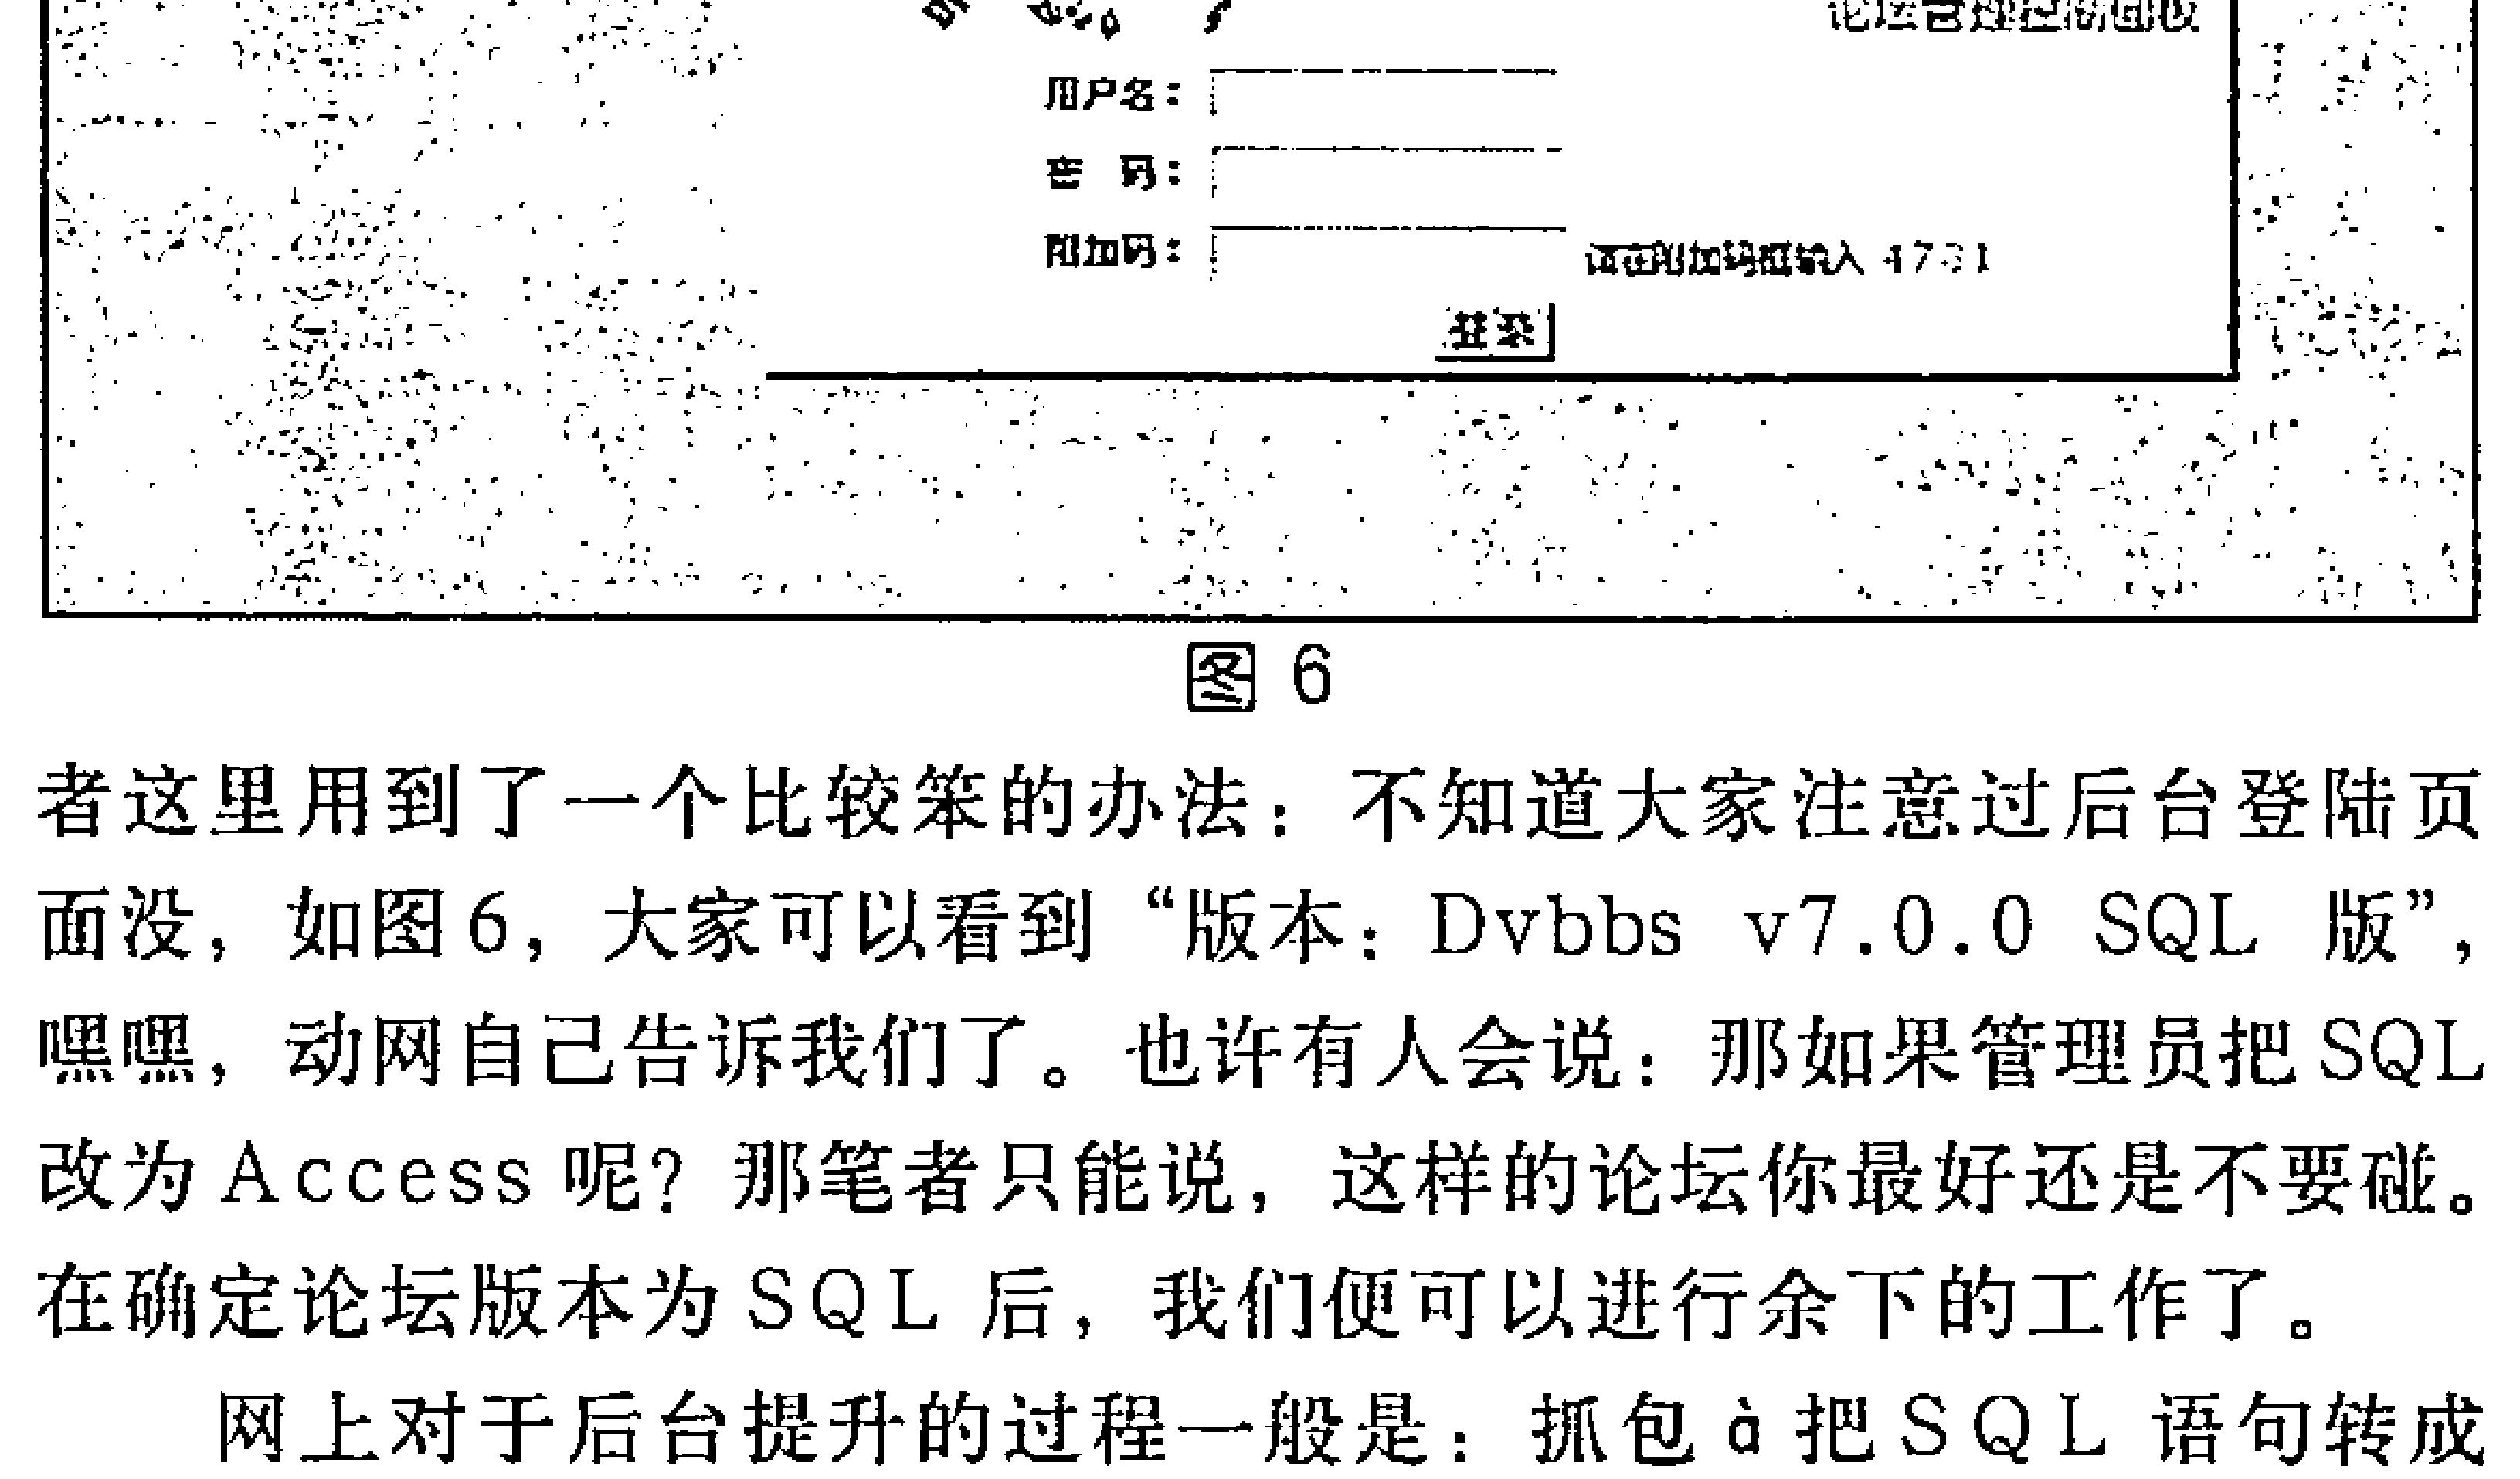 用户名：
密 码：
附加码：
请在附加码框输入
登录
图 6
者这里用到了一个比较笨的办法：不知道大家注意过后台登陆页
面没，如图6，大家可以看到“版本：Dvbbs v7.0.0 SQL 版”，
嘿嘿，动网自己告诉我们了。也许有人会说：那如果管理员把SQL
改为Access呢？那笔者只能说，这样的论坛你最好还是不要碰。
在确定论坛版本为SQL 后，我们便可以进行余下的工作了。
网上对于后台提升的过程一般是：抓包à把SQL 语句转成